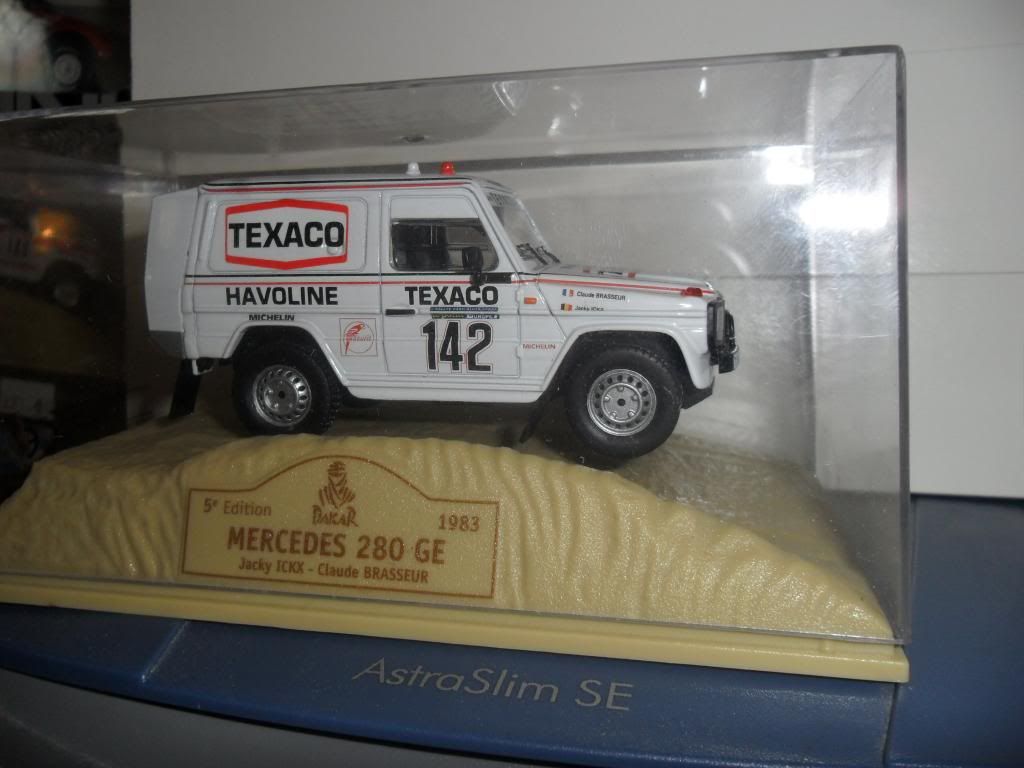 TEXACO
HAVOLINE
TEXACO
MICHELIN
142
MICHELIN
Claude BRASSEUR
Jacky ICKX
5e Edition
DAKAR
1983
MERCEDES 280 GE
Jacky ICKX - Claude BRASSEUR
AstraSlim SE